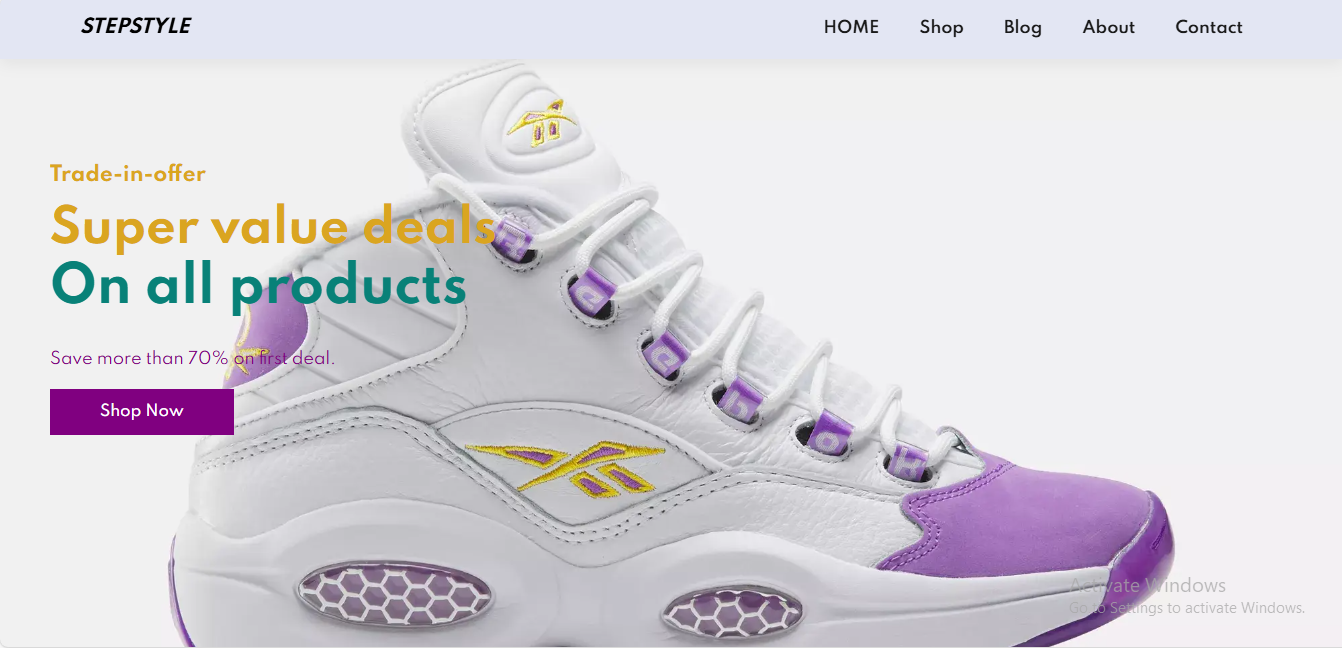 STEPSTYLE
HOME Shop Blog About Contact
Trade-in-offer
Super value deals
On all products
Save more than 70% on first deal.
Shop Now
R
e
e
b
o
k
Activate Windows
Go to Settings to activate Windows.